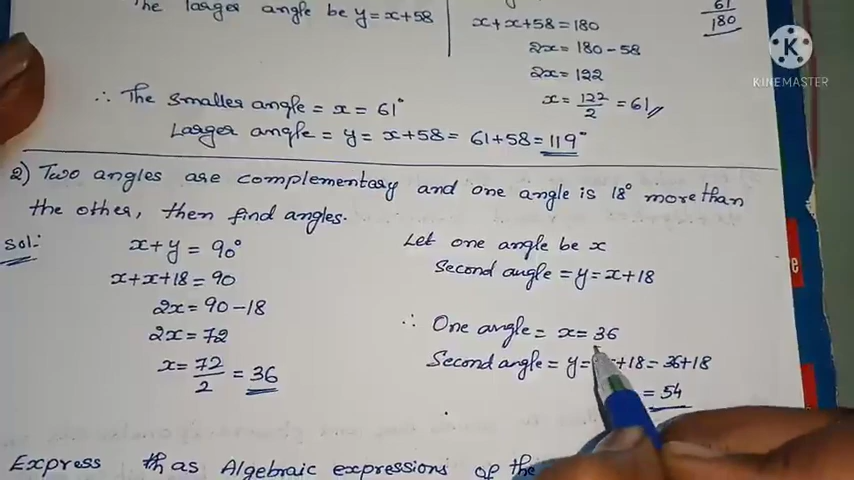 The larger angle be y=x+58
x+x+58=180
2x=180-58
2x=122
x=122/2=61
61
180
∴ The smaller angle = x = 61°
Larger angle = y = x+58 = 61+58 = 119°
2) Two angles are complementary and one angle is 18° more than
the other, then find angles.
Sol:
x+y=90°
x+x+18=90
2x=90-18
2x=72
x=72/2=36
Let one angle be x
Second angle = y = x+18
∴ One angle = x = 36
Second angle = y = +18 = 36+18
= 54
Express th as Algebraic expressions of the
KINEMASTER